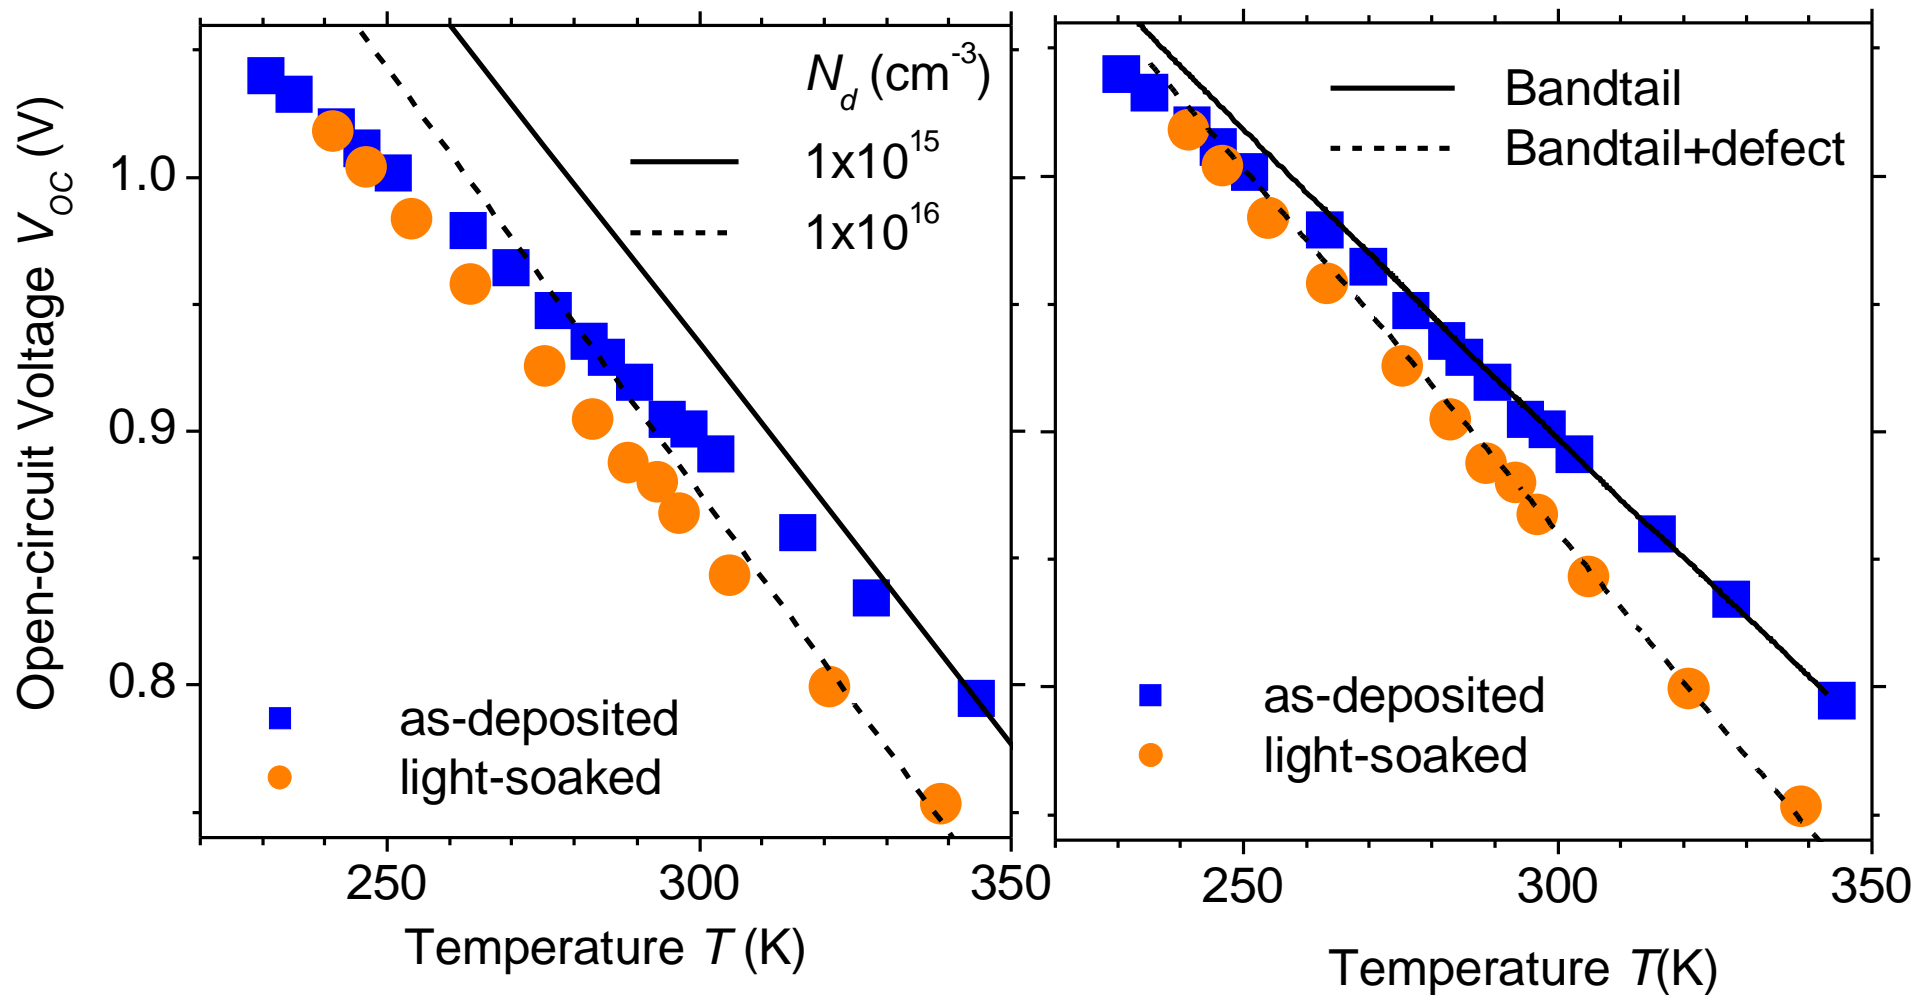 Open-circuit Voltage V_OC (V)
1.0
0.9
0.8
N_d (cm^-3)
1x10^15
1x10^16
as-deposited
light-soaked
250
300
350
Temperature T (K)
Bandtail
Bandtail+defect
as-deposited
light-soaked
250
300
350
Temperature T(K)